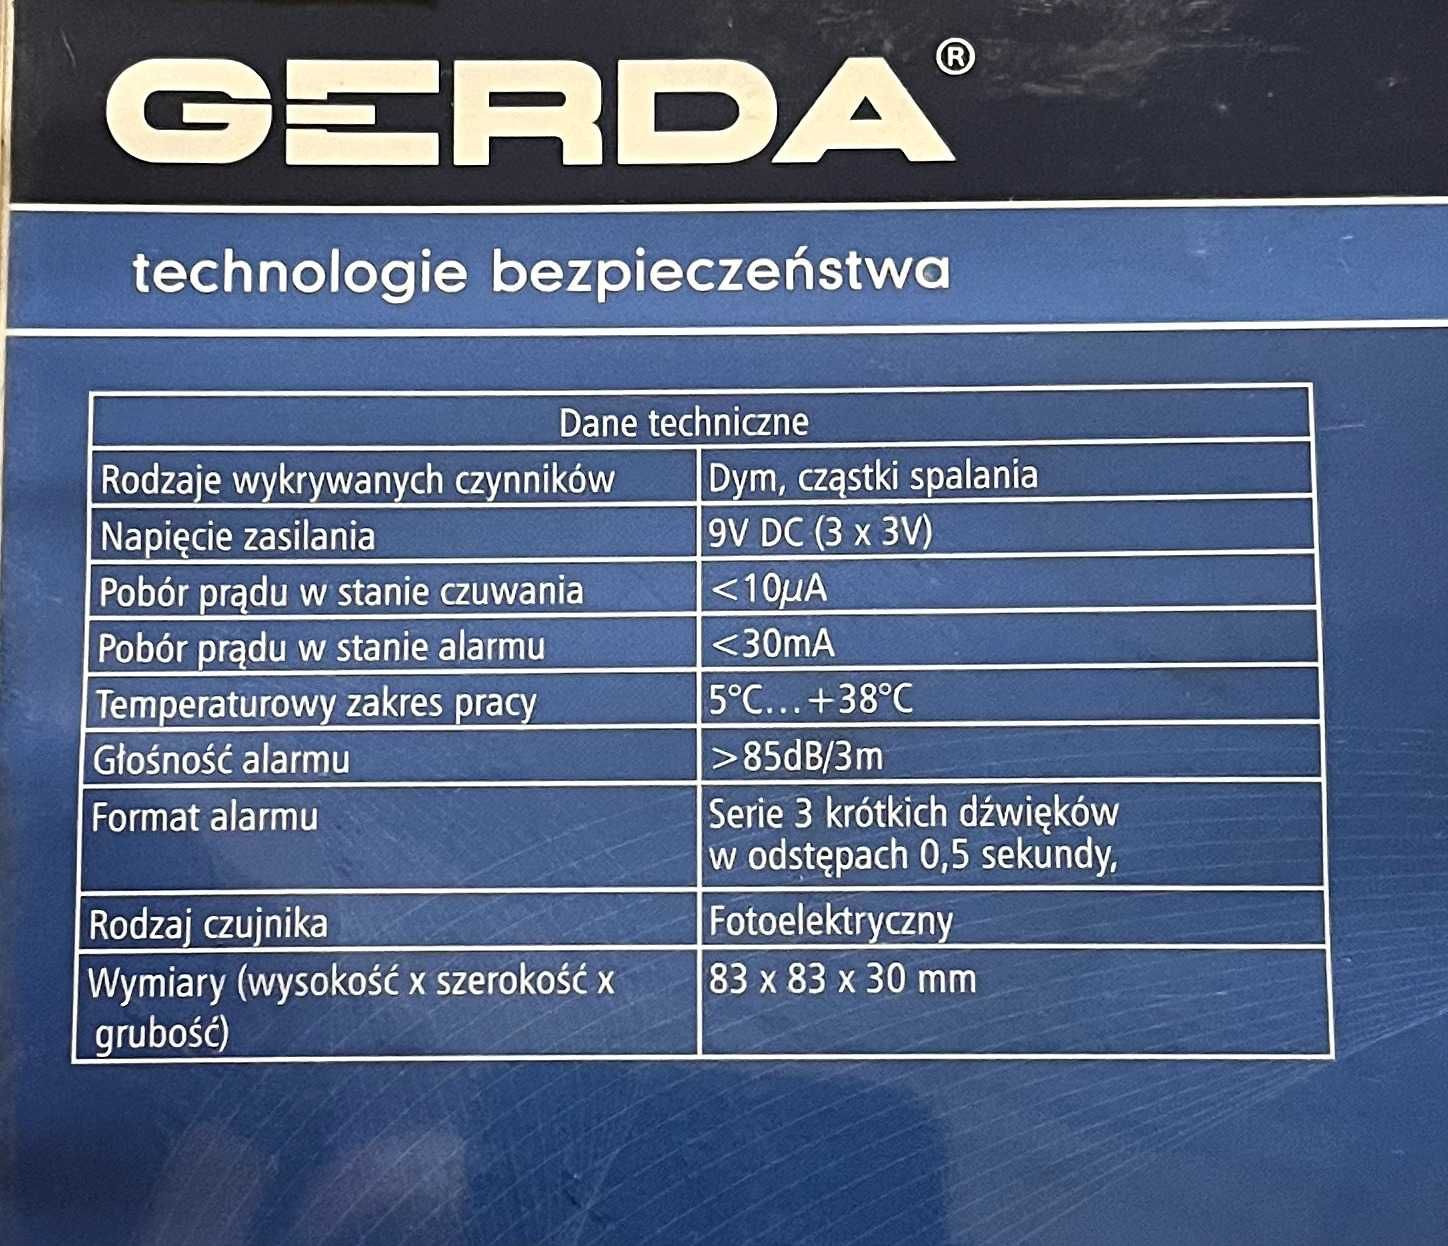 GERDA®
technologie bezpieczeństwa
Dane techniczne
Rodzaje wykrywanych czynników Dym, cząstki spalania
Napięcie zasilania 9V DC (3 x 3V)
Pobór prądu w stanie czuwania <10µA
Pobór prądu w stanie alarmu <30mA
Temperaturowy zakres pracy 5°C...+38°C
Głośność alarmu >85dB/3m
Format alarmu Serie 3 krótkich dźwięków
w odstępach 0,5 sekundy,
Rodzaj czujnika Fotoelektryczny
Wymiary (wysokość x szerokość x 83 x 83 x 30 mm
grubość)